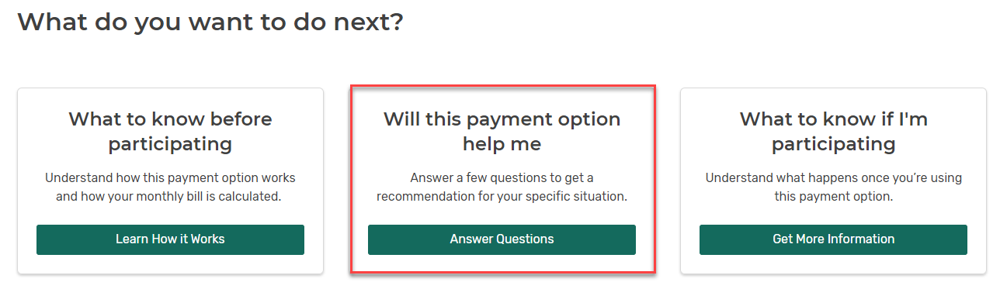 What do you want to do next?
What to know before
participating
Understand how this payment option works
and how your monthly bill is calculated.
Learn How it Works
Will this payment option
help me
Answer a few questions to get a
recommendation for your specific situation.
Answer Questions
What to know if I'm
participating
Understand what happens once you’re using
this payment option.
Get More Information